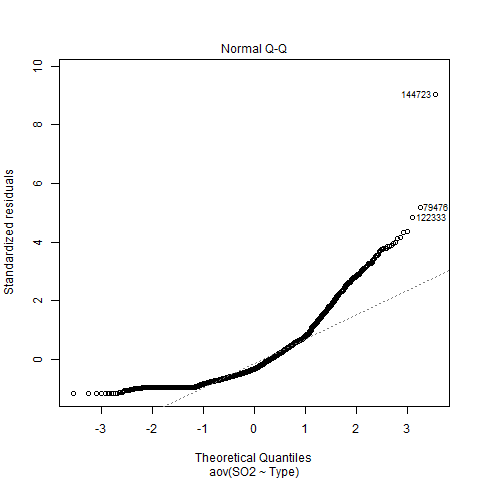 Normal Q-Q
Standardized residuals
10
8
6
4
2
0
144723
79476
122333
-3 -2 -1 0 1 2 3
Theoretical Quantiles
aov(SO2 ~ Type)